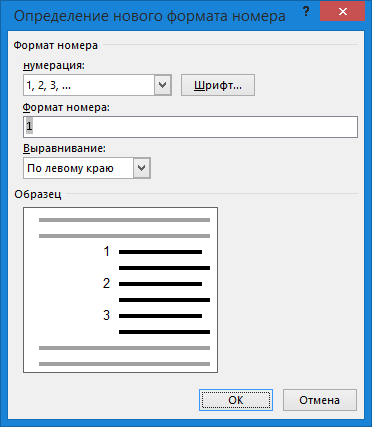 Определение нового формата номера ?
Формат номера
нумерация:
1, 2, 3, ...
Шрифт...
Формат номера:
1
Выравнивание:
По левому краю
Образец
1
2
3
ОК Отмена